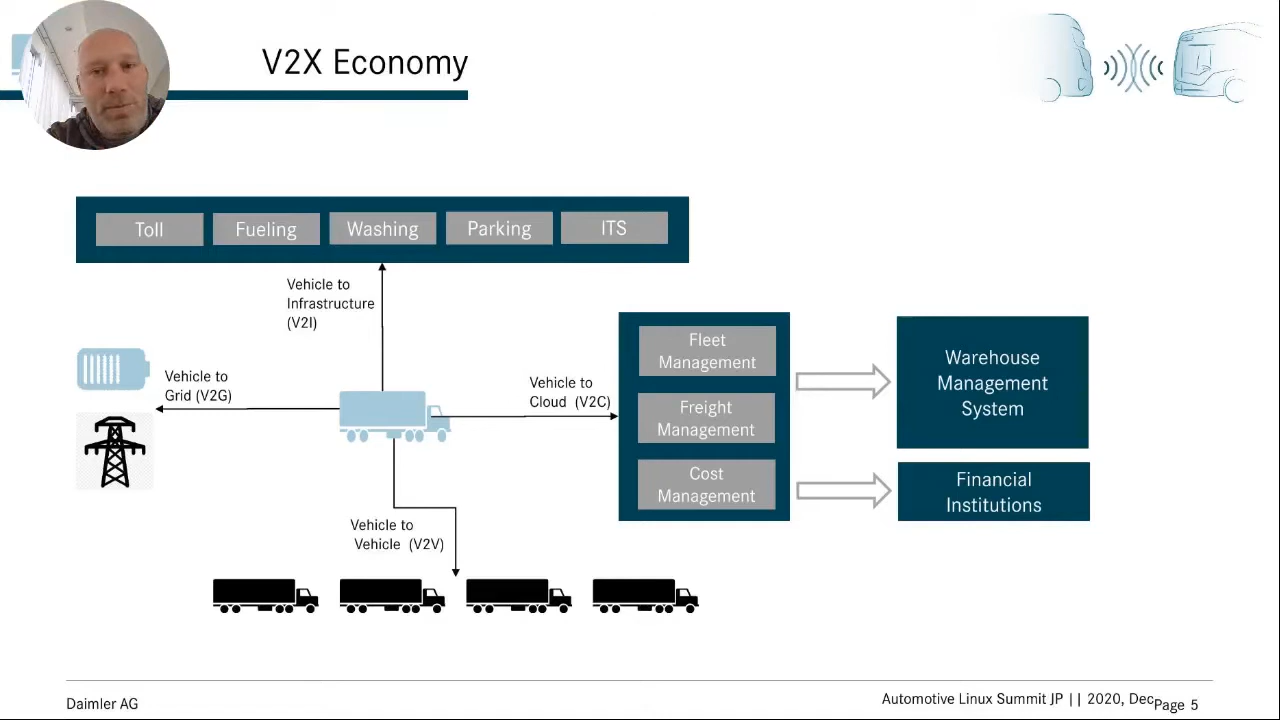 V2X Economy
Toll
Fueling
Washing
Parking
ITS
Vehicle to
Infrastructure
(V2I)
Vehicle to
Grid (V2G)
Vehicle to
Cloud (V2C)
Fleet
Management
Freight
Management
Cost
Management
Warehouse
Management
System
Financial
Institutions
Vehicle to
Vehicle (V2V)
Daimler AG
Automotive Linux Summit JP || 2020, Dec
Page 5